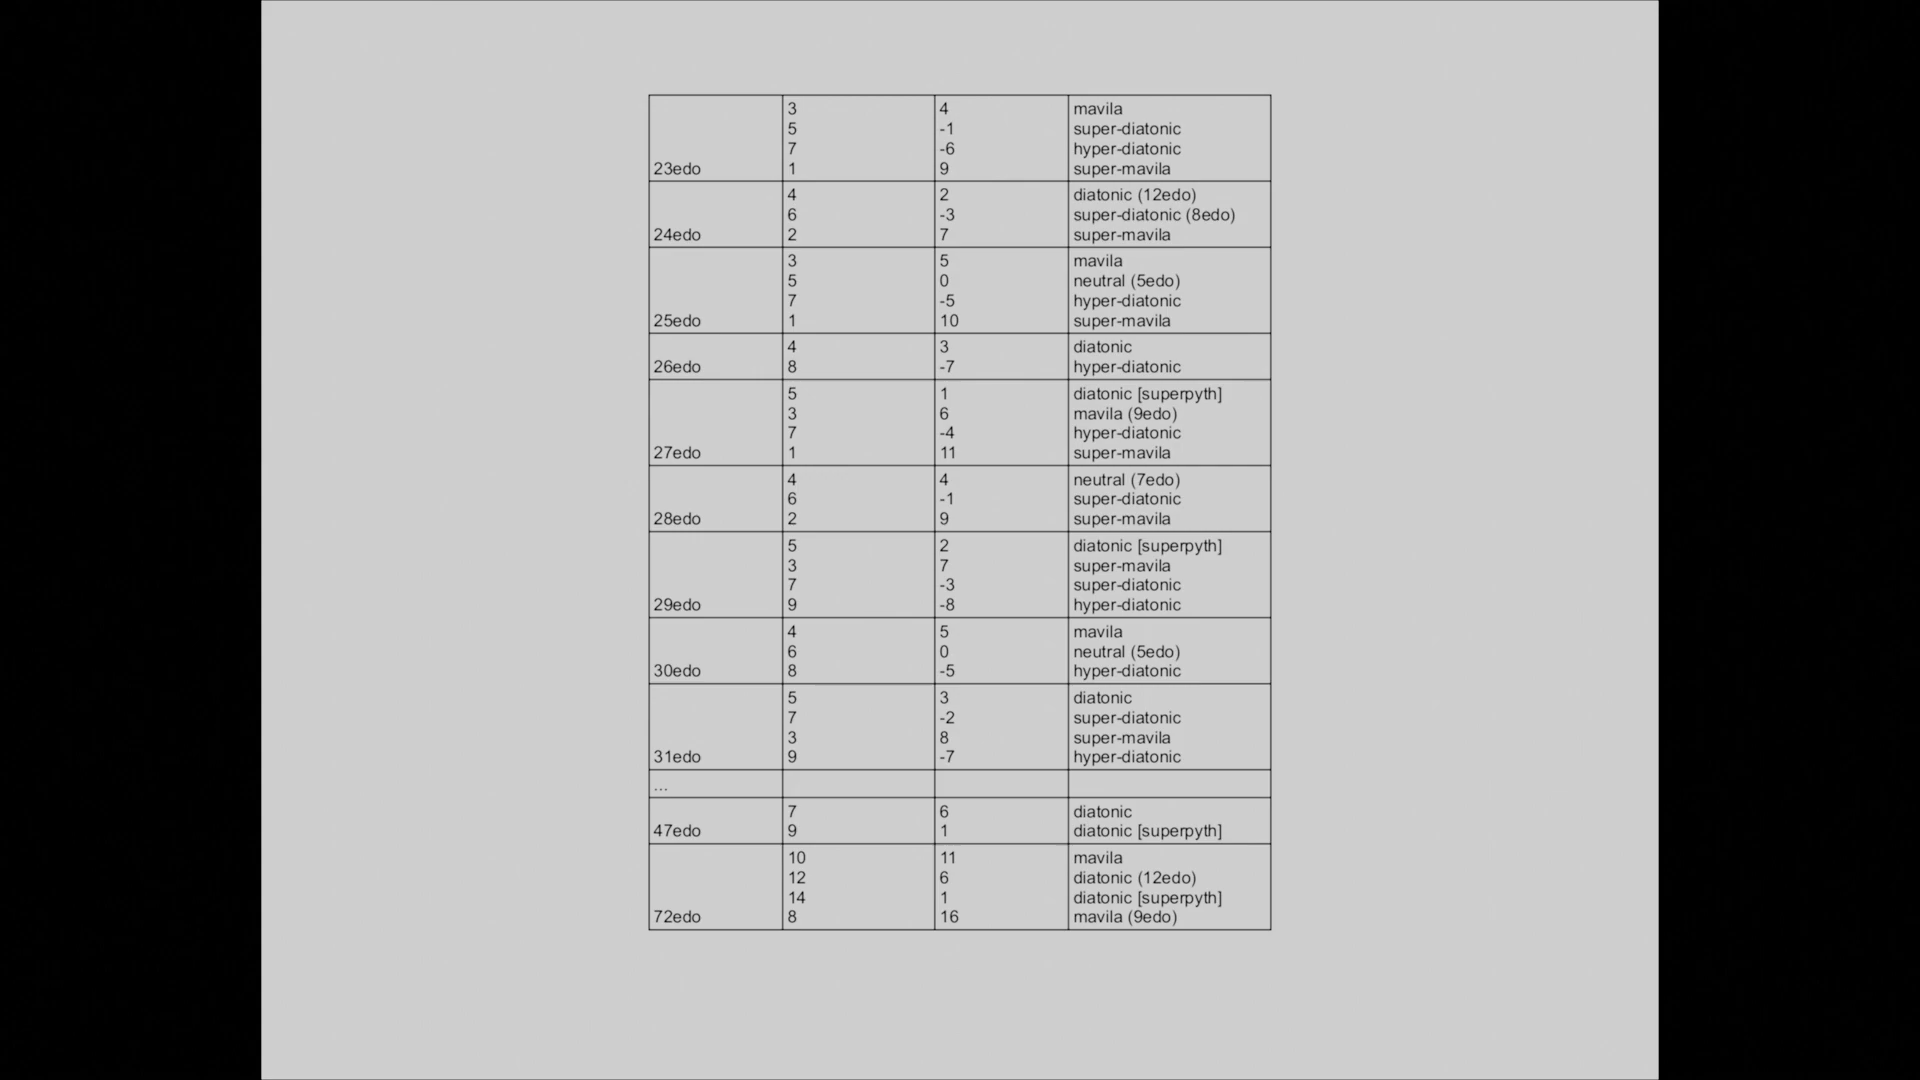 3 4 mavila
5 -1 super-diatonic
7 -6 hyper-diatonic
23edo 1 9 super-mavila
4 2 diatonic (12edo)
6 -3 super-diatonic (8edo)
24edo 2 7 super-mavila
3 5 mavila
5 0 neutral (5edo)
7 -5 hyper-diatonic
25edo 1 10 super-mavila
4 3 diatonic
26edo 8 -7 hyper-diatonic
5 1 diatonic [superpyth]
3 6 mavila (9edo)
7 -4 hyper-diatonic
27edo 1 11 super-mavila
4 4 neutral (7edo)
6 -1 super-diatonic
28edo 2 9 super-mavila
5 2 diatonic [superpyth]
3 7 super-mavila
7 -3 super-diatonic
29edo 9 -8 hyper-diatonic
4 5 mavila
6 0 neutral (5edo)
30edo 8 -5 hyper-diatonic
5 3 diatonic
7 -2 super-diatonic
3 8 super-mavila
31edo 9 -7 hyper-diatonic
...
7 6 diatonic
47edo 9 1 diatonic [superpyth]
10 11 mavila
12 6 diatonic (12edo)
14 1 diatonic [superpyth]
72edo 8 16 mavila (9edo)